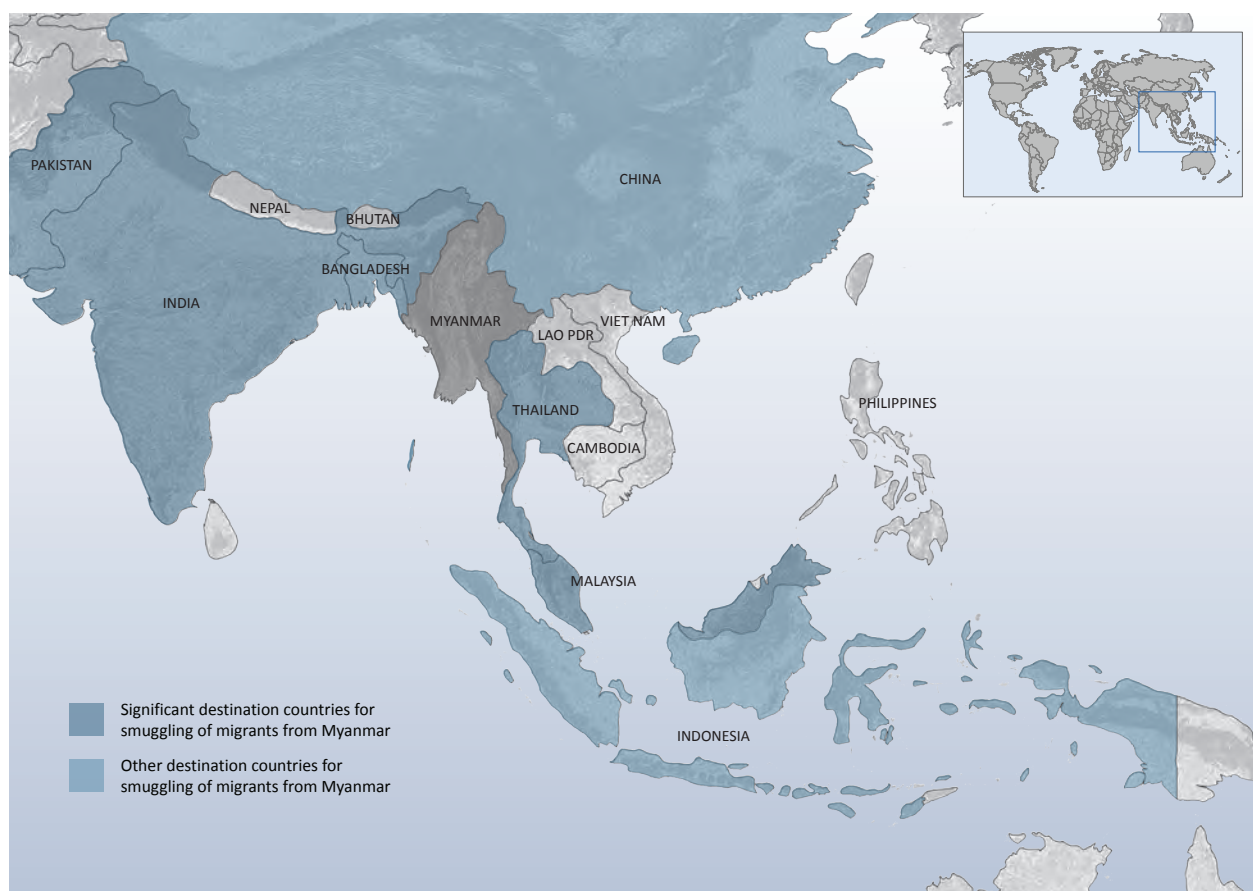 PAKISTAN
CHINA
NEPAL
BHUTAN
BANGLADESH
INDIA
MYANMAR
VIET NAM
LAO PDR
PHILIPPINES
THAILAND
CAMBODIA
MALAYSIA
INDONESIA
Significant destination countries for
smuggling of migrants from Myanmar
Other destination countries for
smuggling of migrants from Myanmar